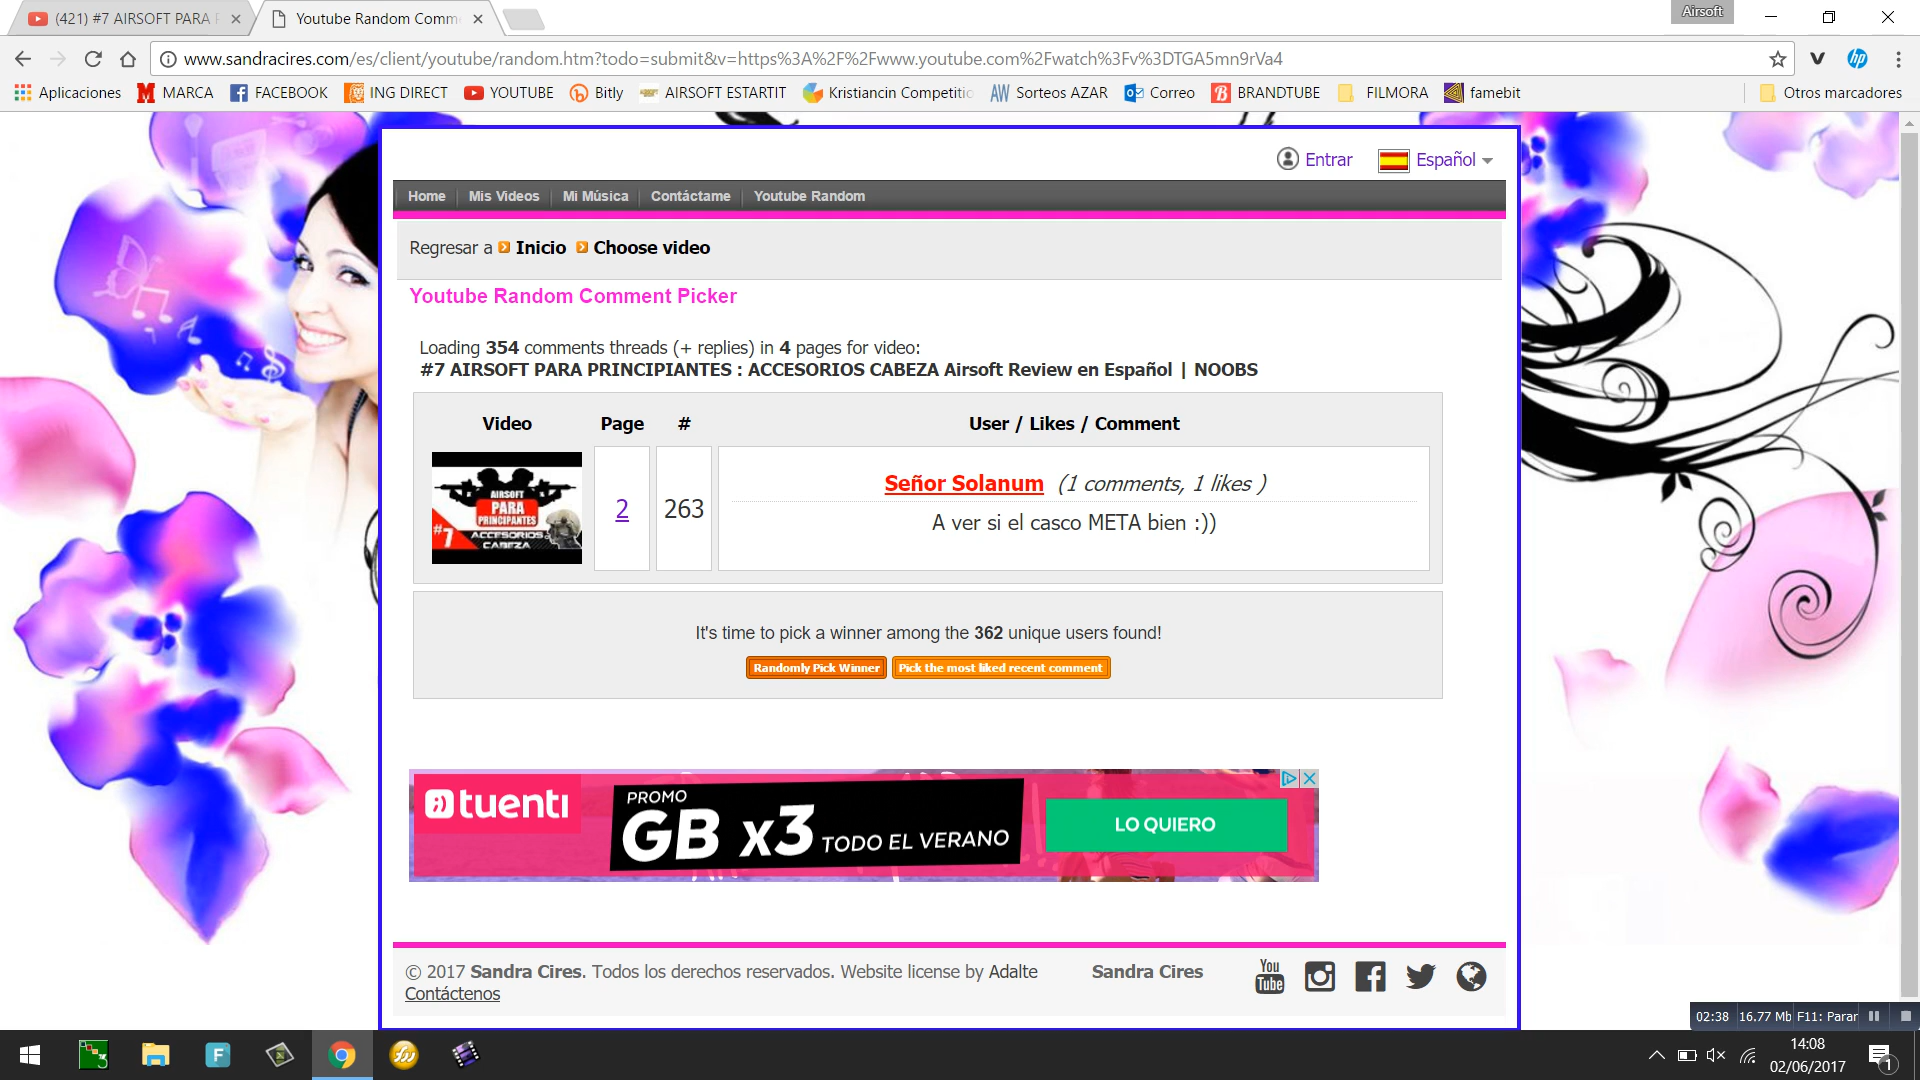 (421) #7 AIRSOFT PARA
Youtube Random Comm
Airsoft
www.sandracires.com/es/client/youtube/random.htm?todo=submit&v=https%3A%2F%2Fwww.youtube.com%2Fwatch%3Fv%3DTGA5mn9rVa4
Aplicaciones MARCA FACEBOOK ING DIRECT YOUTUBE Bitly AIRSOFT ESTARTIT Kristiancin Competitio Sorteos AZAR Correo BRANDTUBE FILMORA famebit Otros marcadores
Entrar Español
Home Mis Videos Mi Música Contáctame Youtube Random
Regresar a Inicio Choose video
Youtube Random Comment Picker
Loading 354 comments threads (+ replies) in 4 pages for video:
#7 AIRSOFT PARA PRINCIPIANTES : ACCESORIOS CABEZA Airsoft Review en Español | NOOBS
Video Page # User / Likes / Comment
AIRSOFT
PARA
PRINCIPIANTES
#7
ACCESORIOS
CABEZA
2
263
Señor Solanum (1 comments, 1 likes )
A ver si el casco META bien :))
It's time to pick a winner among the 362 unique users found!
Randomly Pick Winner Pick the most liked recent comment
tuenti
PROMO
GB x3 TODO EL VERANO
LO QUIERO
© 2017 Sandra Cires. Todos los derechos reservados. Website license by Adalte
Contáctenos
Sandra Cires
You
Tube
02:38 16.77 Mb F11: Parar
14:08
02/06/2017
1